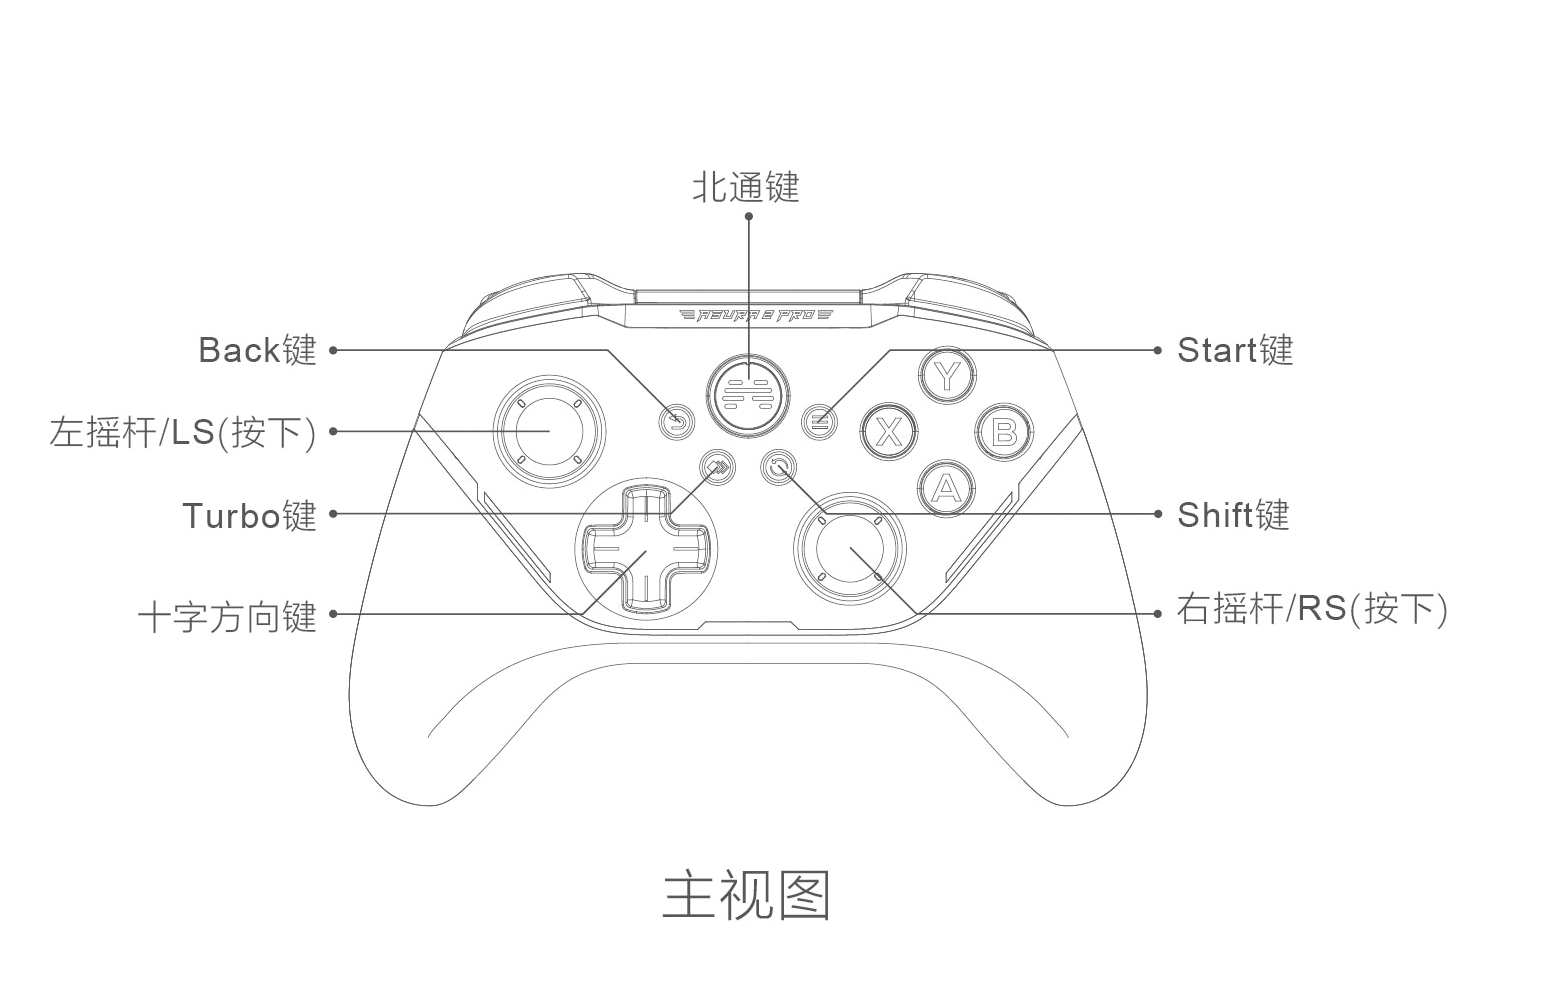 北通键
ASURA 2 PRO
Back键
Start键
Y
X
B
A
左摇杆/LS(按下)
Turbo键
Shift键
十字方向键
右摇杆/RS(按下)
主视图